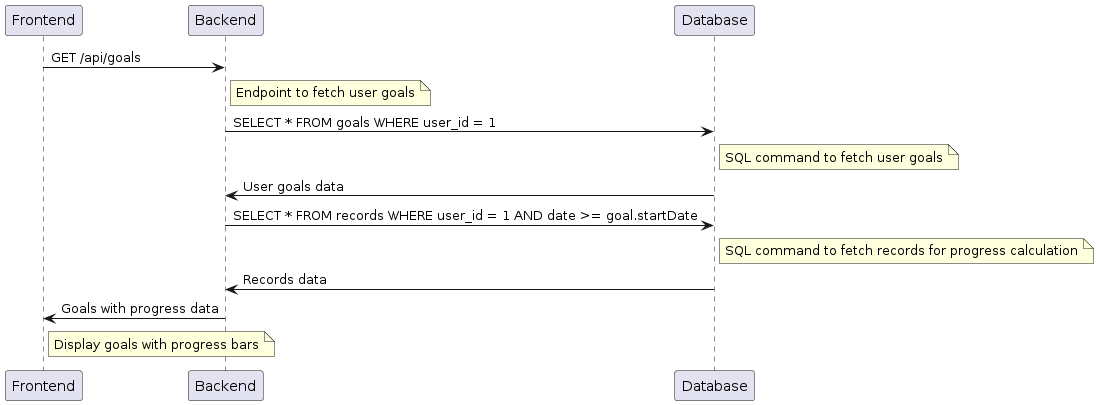 Frontend
Backend
Database
GET /api/goals
Endpoint to fetch user goals
SELECT * FROM goals WHERE user_id = 1
SQL command to fetch user goals
User goals data
SELECT * FROM records WHERE user_id = 1 AND date >= goal.startDate
SQL command to fetch records for progress calculation
Records data
Goals with progress data
Display goals with progress bars
Frontend
Backend
Database